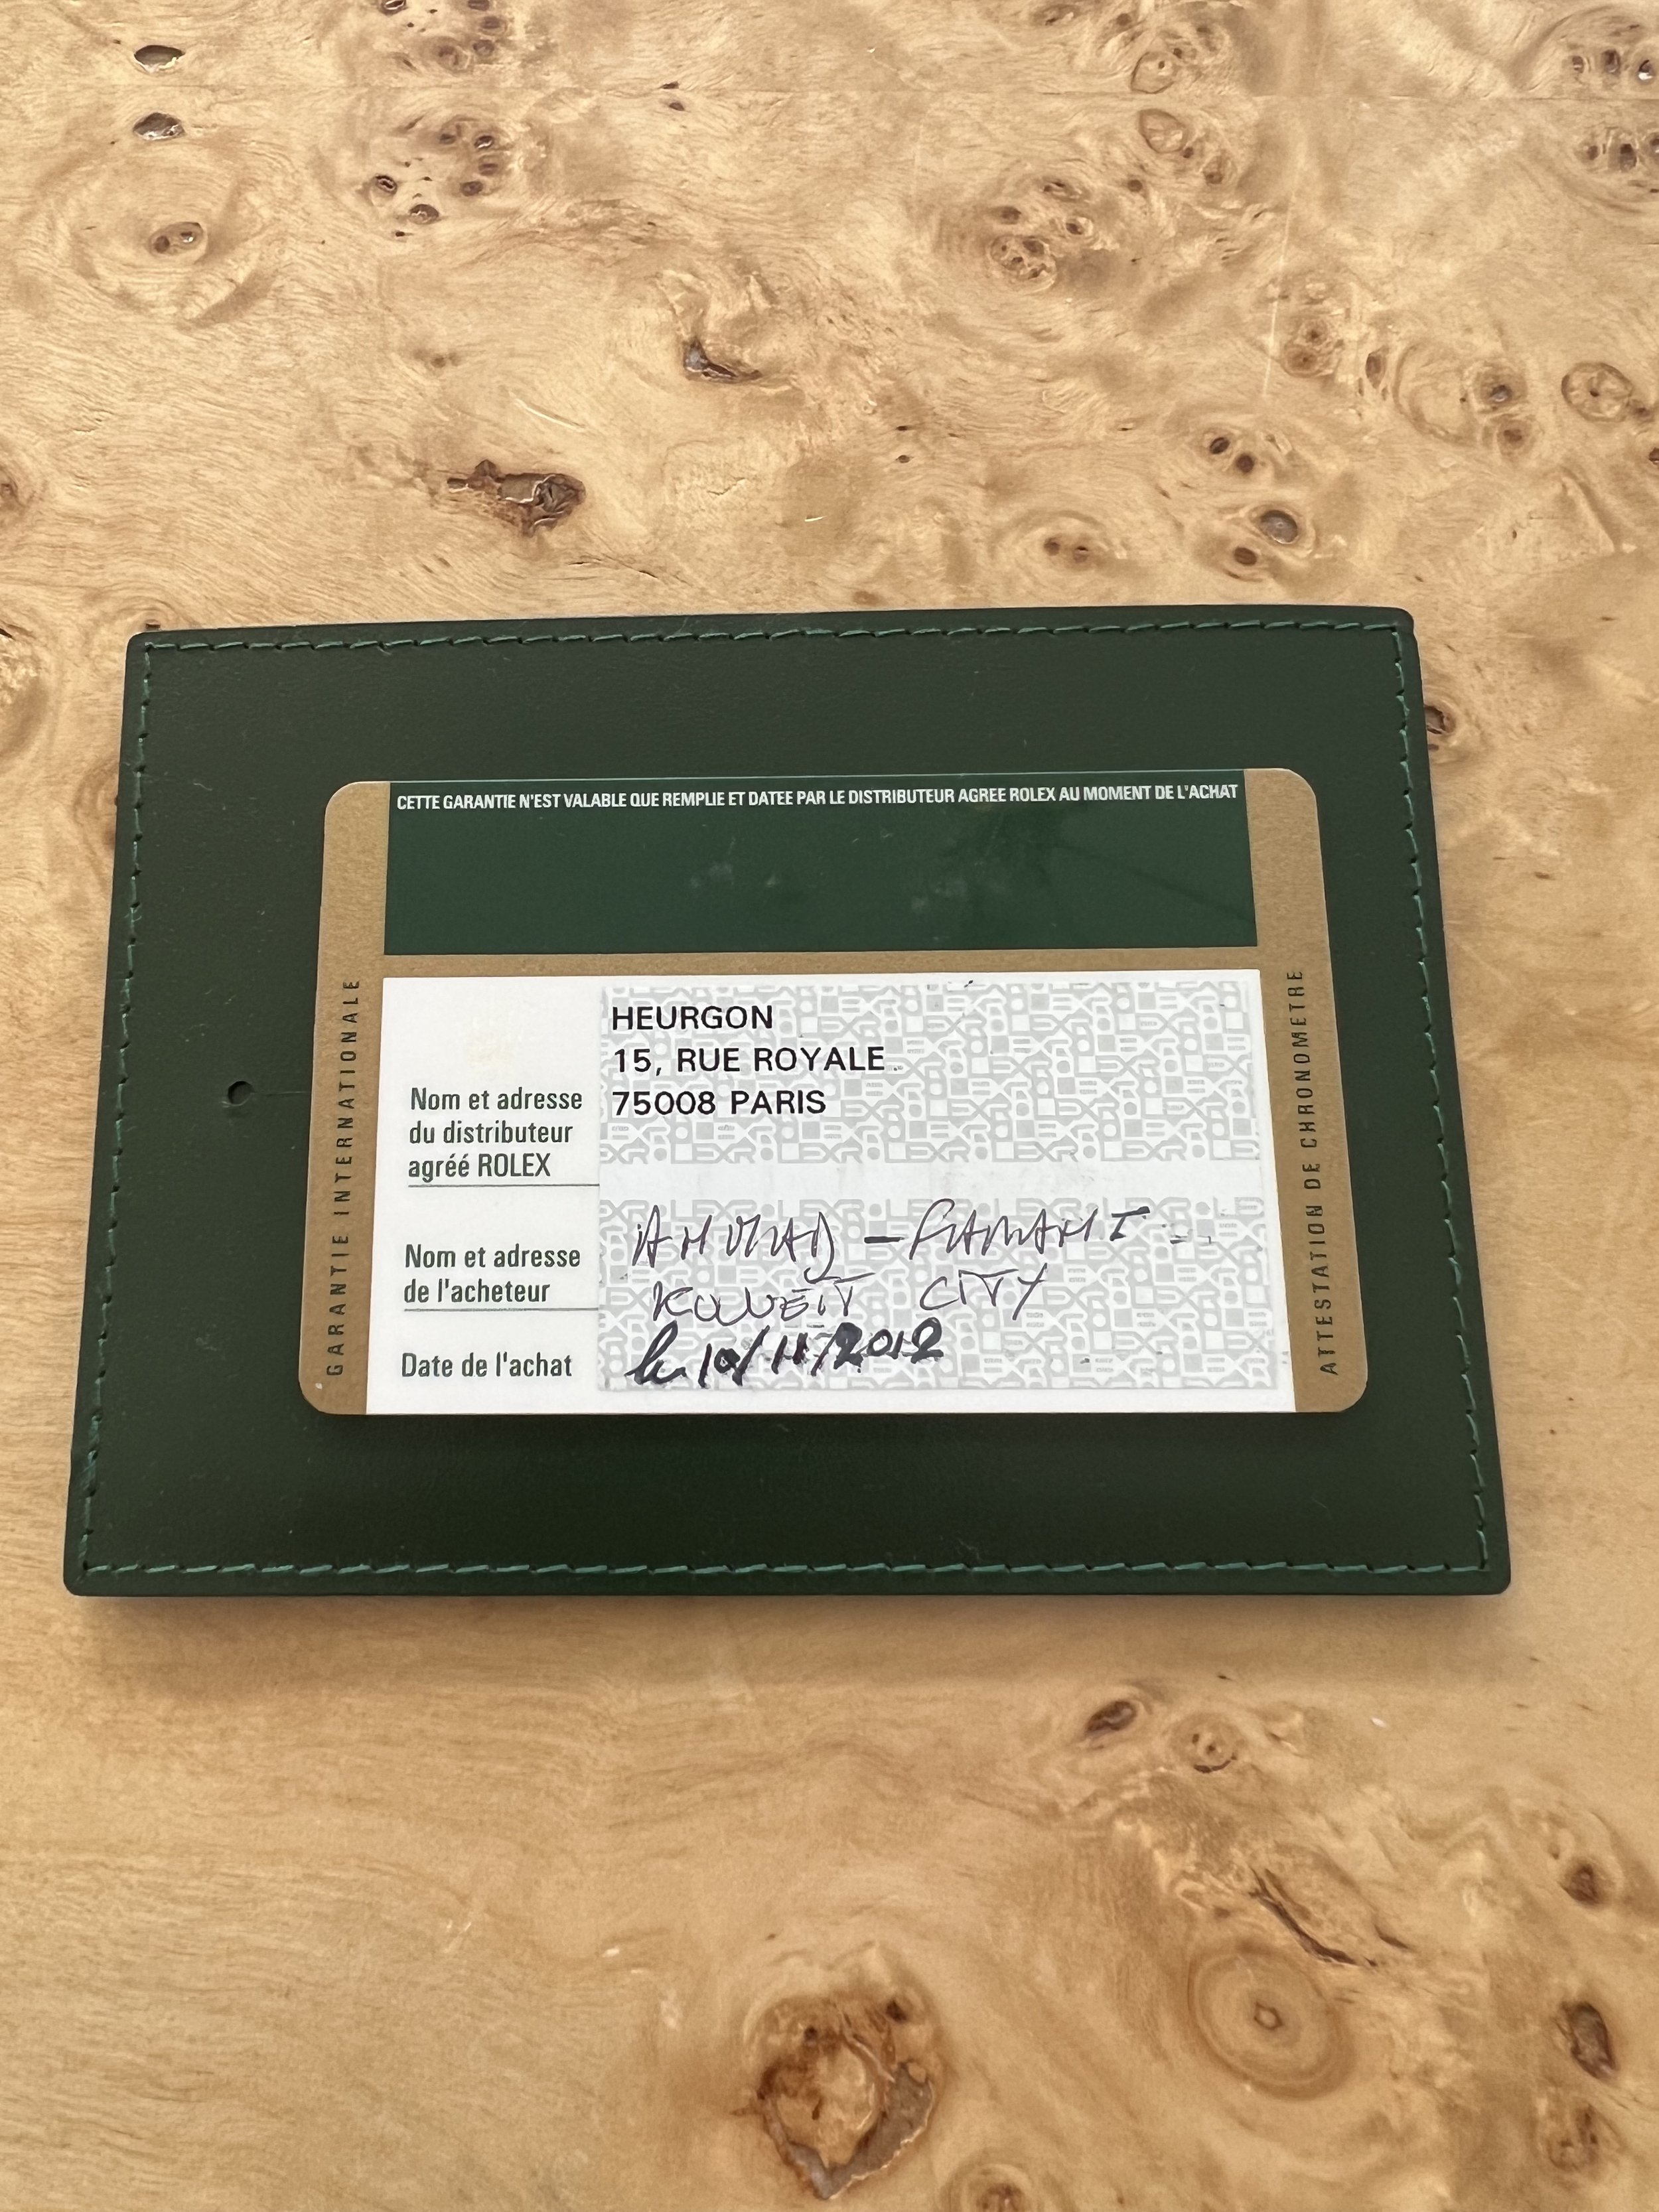 CETTE GARANTIE N'EST VALABLE QUE REMPLIE ET DATEE PAR LE DISTRIBUTEUR AGREE ROLEX AU MOMENT DE L'ACHAT
GARANTIE INTERNATIONALE
HEURGON
15, RUE ROYALE
75008 PARIS
Nom et adresse
du distributeur
agréé ROLEX
Nom et adresse
de l'acheteur
AHMAD -
KOWEIT CITY
Date de l'achat
le 10/11/2012
ATTESTATION DE CHRONOMETRE